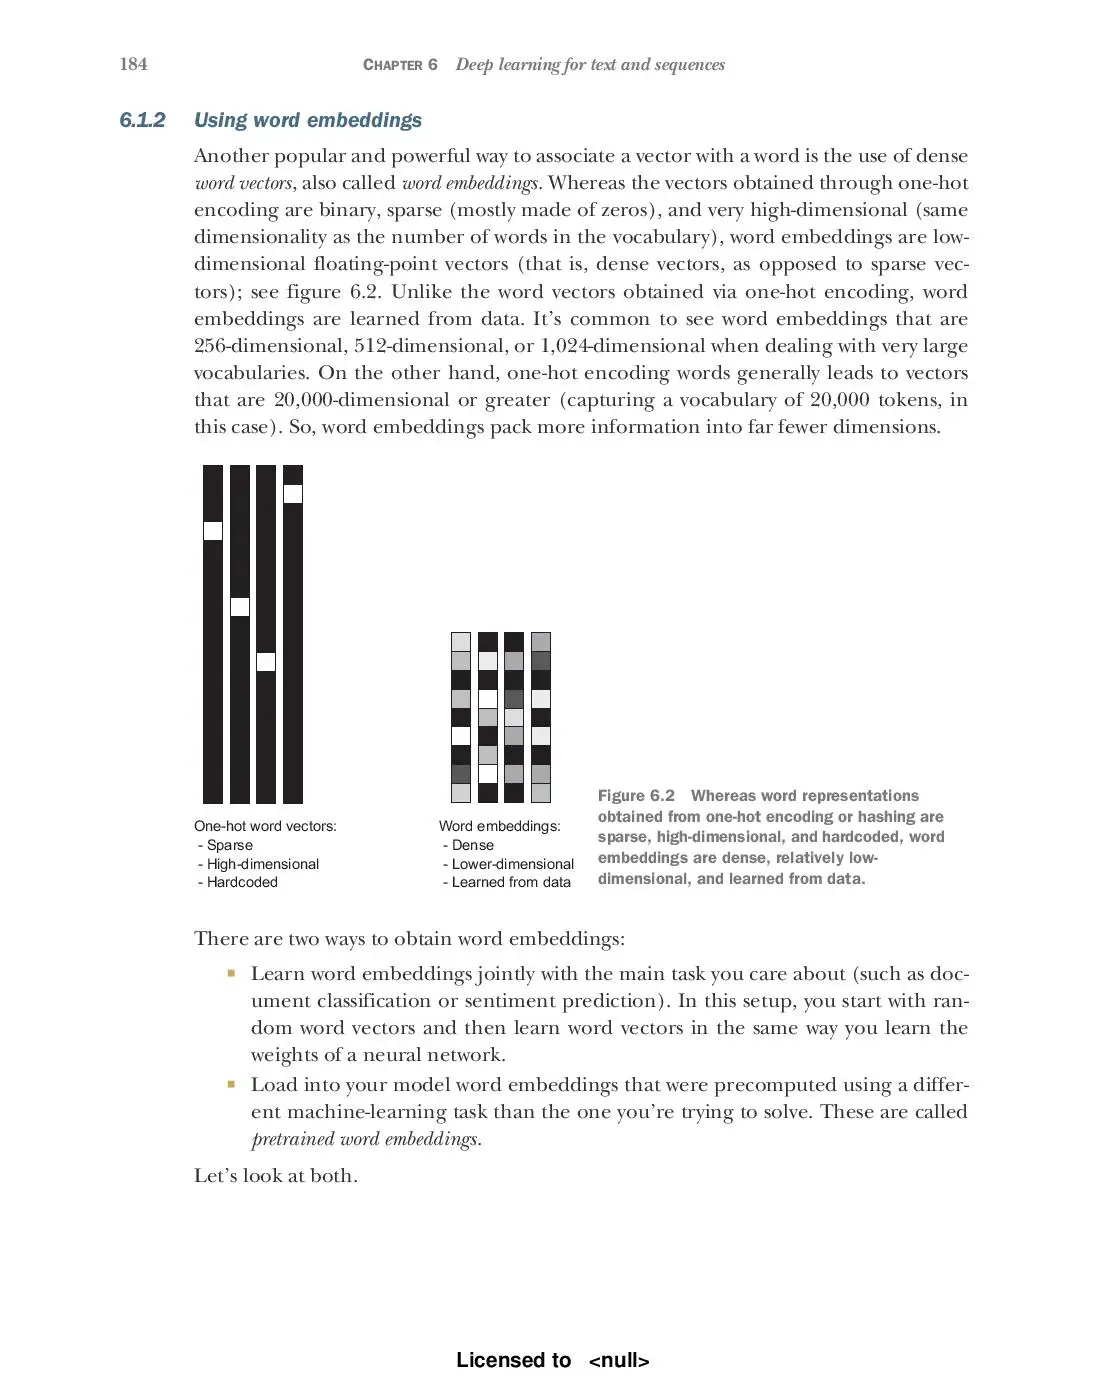 184 CHAPTER 6 Deep learning for text and sequences
6.1.2 Using word embeddings
Another popular and powerful way to associate a vector with a word is the use of dense
word vectors, also called word embeddings. Whereas the vectors obtained through one-hot
encoding are binary, sparse (mostly made of zeros), and very high-dimensional (same
dimensionality as the number of words in the vocabulary), word embeddings are low-
dimensional floating-point vectors (that is, dense vectors, as opposed to sparse vec-
tors); see figure 6.2. Unlike the word vectors obtained via one-hot encoding, word
embeddings are learned from data. It’s common to see word embeddings that are
256-dimensional, 512-dimensional, or 1,024-dimensional when dealing with very large
vocabularies. On the other hand, one-hot encoding words generally leads to vectors
that are 20,000-dimensional or greater (capturing a vocabulary of 20,000 tokens, in
this case). So, word embeddings pack more information into far fewer dimensions.
One-hot word vectors:
- Sparse
- High-dimensional
- Hardcoded
Word embeddings:
- Dense
- Lower-dimensional
- Learned from data
Figure 6.2 Whereas word representations
obtained from one-hot encoding or hashing are
sparse, high-dimensional, and hardcoded, word
embeddings are dense, relatively low-
dimensional, and learned from data.
There are two ways to obtain word embeddings:
■ Learn word embeddings jointly with the main task you care about (such as doc-
ument classification or sentiment prediction). In this setup, you start with ran-
dom word vectors and then learn word vectors in the same way you learn the
weights of a neural network.
■ Load into your model word embeddings that were precomputed using a differ-
ent machine-learning task than the one you’re trying to solve. These are called
pretrained word embeddings.
Let’s look at both.
Licensed to <null>